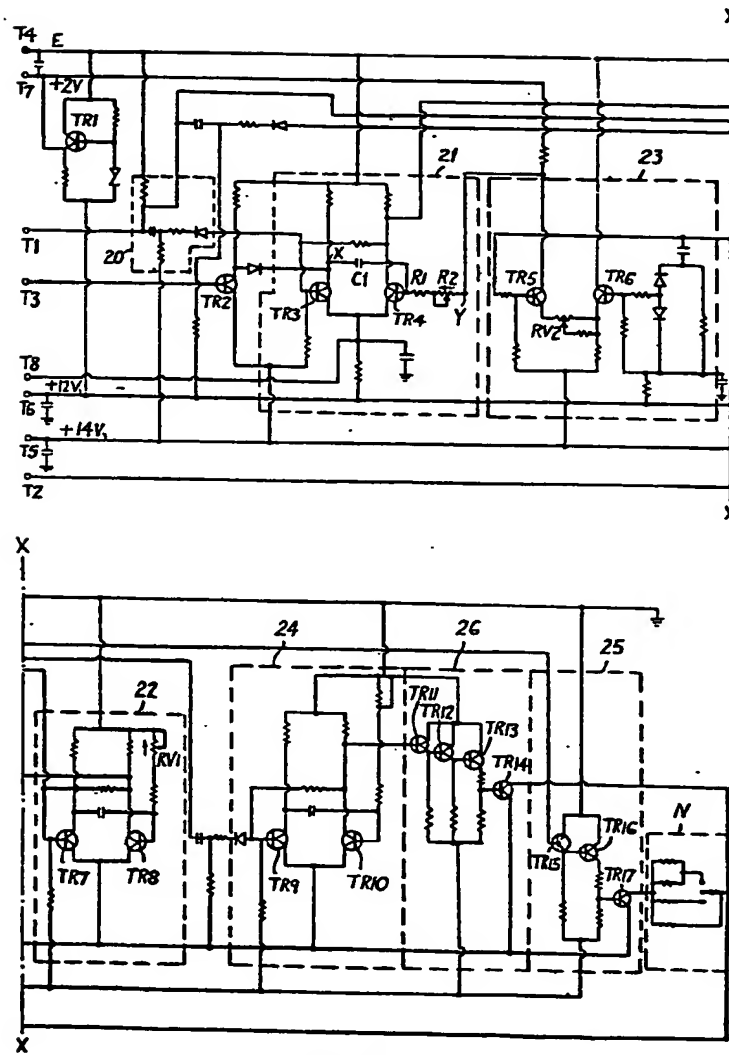 X
T4 E
T7 +2V
TR1
21
23
T1
20
X
C1
R1 R2
TR5
TR6
T3
TR2
TR3
TR4
Y
RV2
T8
+12V
T6
+14V
T5
T2
X
X
24
26
25
22
RV1
TR11
TR12
TR13
TR14
TR7
TR8
TR9
TR10
TR15
TR16
TR17
N
X